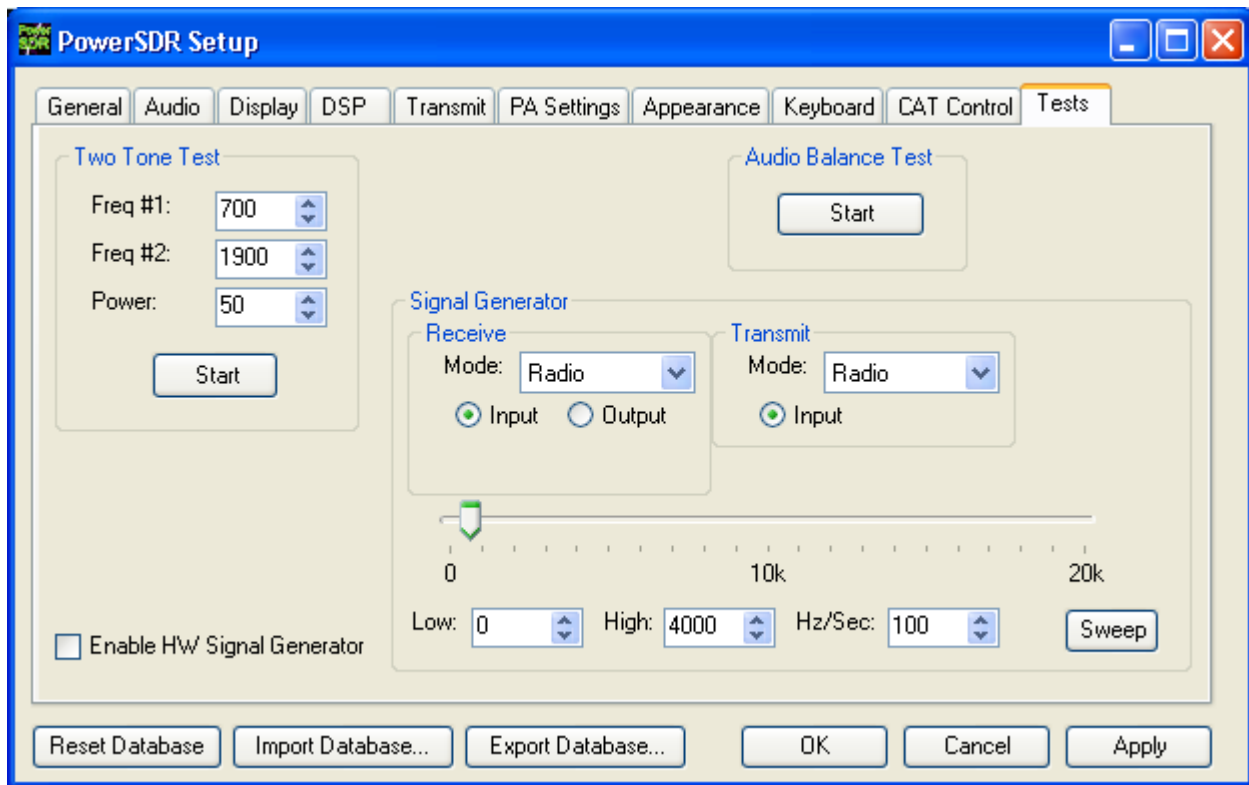 Power SDR PowerSDR Setup
General Audio Display DSP Transmit PA Settings Appearance Keyboard CAT Control Tests
Two Tone Test
Freq #1: 700
Freq #2: 1900
Power: 50
Start
Audio Balance Test
Start
Signal Generator
Receive
Mode: Radio
Input Output
Transmit
Mode: Radio
Input
0 10k 20k
Low: 0 High: 4000 Hz/Sec: 100 Sweep
Enable HW Signal Generator
Reset Database Import Database... Export Database... OK Cancel Apply